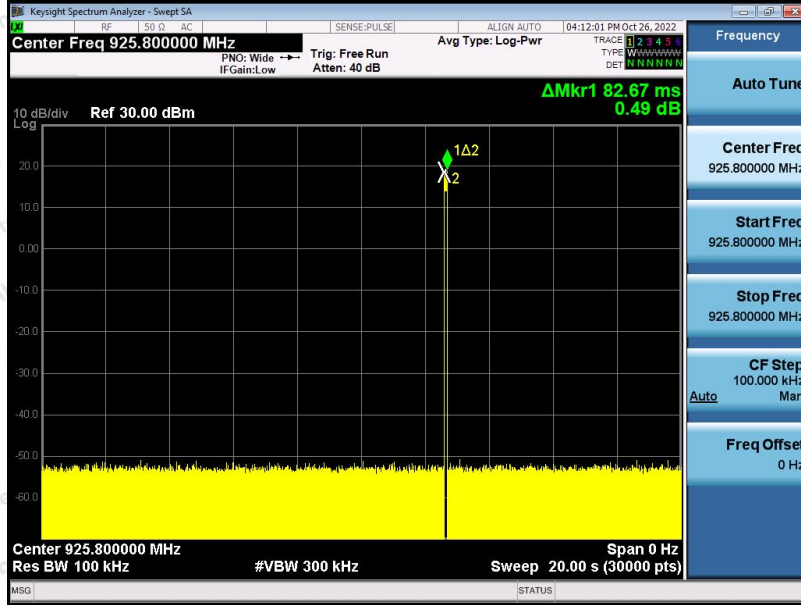 Keysight Spectrum Analyzer - Swept SA
LXI RF 50 Ω AC SENSE:PULSE ALIGN AUTO 04:12:01 PM Oct 26, 2022
Center Freq 925.800000 MHz
PNO: Wide
IFGain:Low
Trig: Free Run
Atten: 40 dB
Avg Type: Log-Pwr
TRACE 1 2 3 4 5 6
TYPE WWWWWW
DET N N N N N N
ΔMkr1 82.67 ms
0.49 dB
10 dB/div Ref 30.00 dBm
Log
1Δ2
2
20.0
10.0
0.00
-10.0
-20.0
-30.0
-40.0
-50.0
-60.0
Center 925.800000 MHz Span 0 Hz
Res BW 100 kHz #VBW 300 kHz Sweep 20.00 s (30000 pts)
MSG STATUS
Frequency
Auto Tune
Center Freq
925.800000 MHz
Start Freq
925.800000 MHz
Stop Freq
925.800000 MHz
CF Step
100.000 kHz
Auto Man
Freq Offset
0 Hz